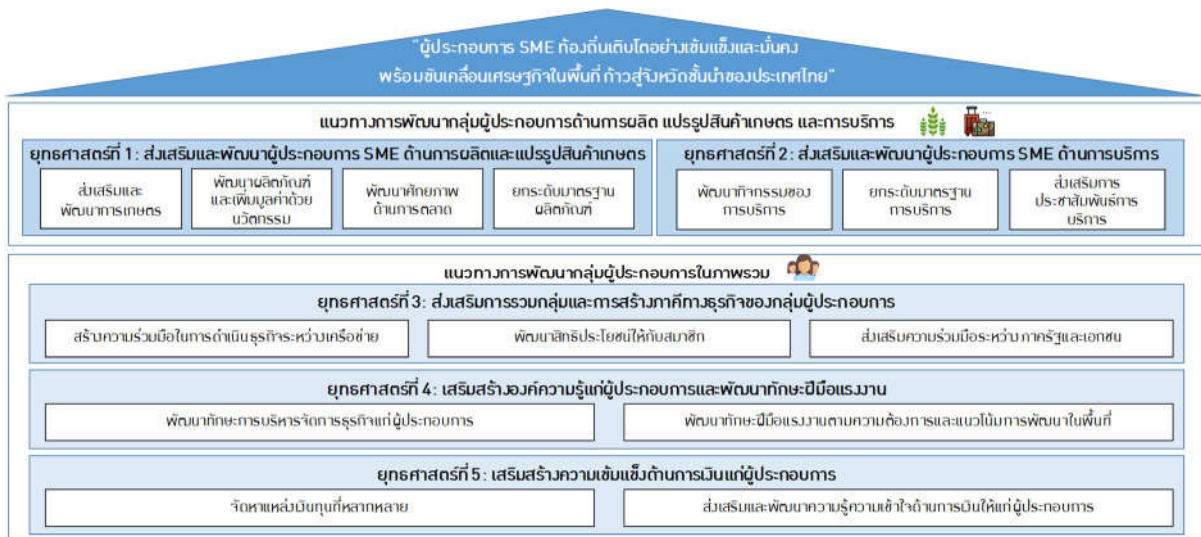 "ผู้ประกอบการ SME ท้องถิ่นเติบโตอย่างเข้มแข็งและมั่นคง
พร้อมขับเคลื่อนเศรษฐกิจในพื้นที่ ก้าวสู่จังหวัดชั้นนำของประเทศไทย"
แนวทางการพัฒนากลุ่มผู้ประกอบการด้านการผลิต แปรรูปสินค้าเกษตร และการบริการ
ยุทธศาสตร์ที่ 1: ส่งเสริมและพัฒนาผู้ประกอบการ SME ด้านการผลิตและแปรรูปสินค้าเกษตร
ส่งเสริมและ
พัฒนาการเกษตร
พัฒนาผลิตภัณฑ์
และเพิ่มมูลค่าด้วย
นวัตกรรม
พัฒนาศักยภาพ
ด้านการตลาด
ยกระดับมาตรฐาน
ผลิตภัณฑ์
ยุทธศาสตร์ที่ 2: ส่งเสริมและพัฒนาผู้ประกอบการ SME ด้านการบริการ
พัฒนากิจกรรมของ
การบริการ
ยกระดับมาตรฐาน
การบริการ
ส่งเสริมการ
ประชาสัมพันธ์การ
บริการ
แนวทางการพัฒนากลุ่มผู้ประกอบการในภาพรวม
ยุทธศาสตร์ที่ 3: ส่งเสริมการรวมกลุ่มและการสร้างภาคีทางธุรกิจของกลุ่มผู้ประกอบการ
สร้างความร่วมมือในการดำเนินธุรกิจระหว่างเครือข่าย
พัฒนาสิทธิประโยชน์ให้กับสมาชิก
ส่งเสริมความร่วมมือระหว่าง ภาครัฐและเอกชน
ยุทธศาสตร์ที่ 4: เสริมสร้างองค์ความรู้แก่ผู้ประกอบการและพัฒนาทักษะฝีมือแรงงาน
พัฒนาทักษะการบริหารจัดการธุรกิจแก่ผู้ประกอบการ
พัฒนาทักษะฝีมือแรงงานตามความต้องการและแนวโน้มการพัฒนาในพื้นที่
ยุทธศาสตร์ที่ 5: เสริมสร้างความเข้มแข็งด้านการเงินแก่ผู้ประกอบการ
จัดหาแหล่งเงินทุนที่หลากหลาย
ส่งเสริมและพัฒนาความรู้ความเข้าใจด้านการเงินให้แก่ผู้ประกอบการ